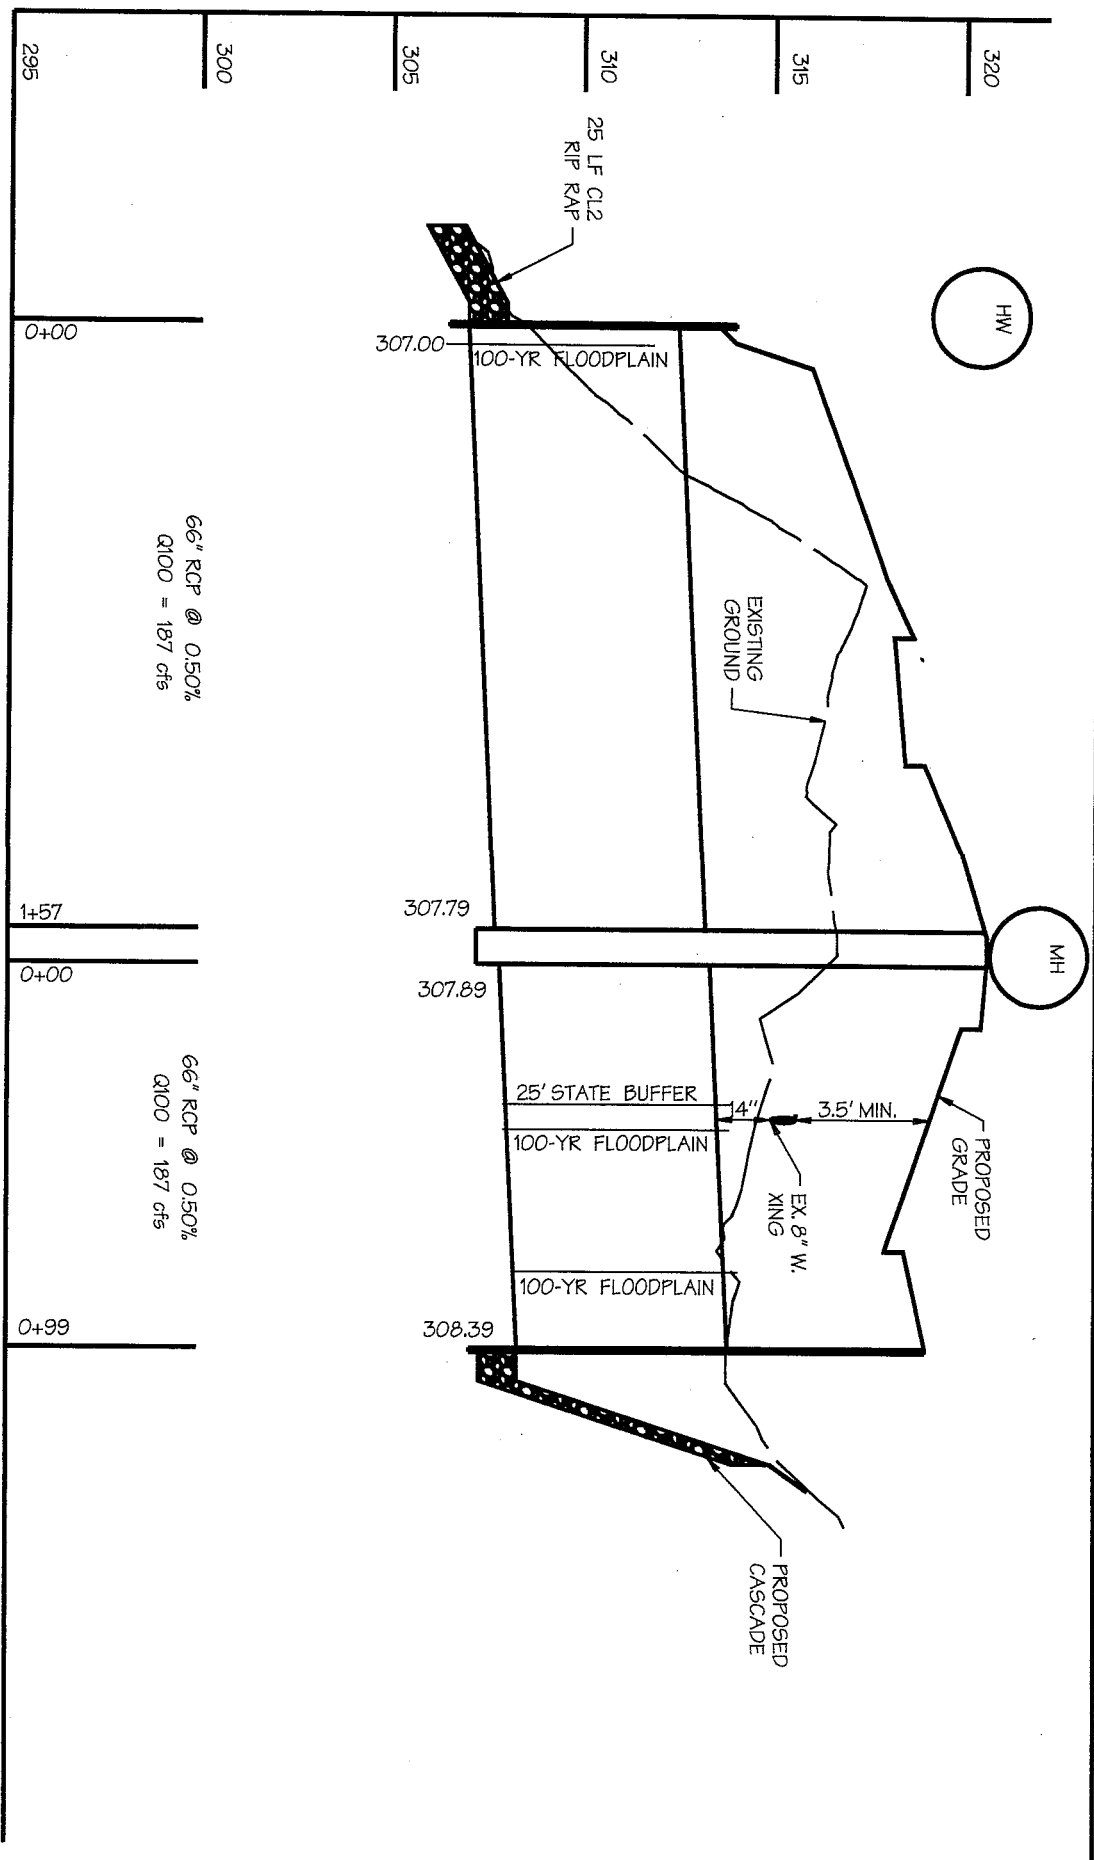 320
315
310
305
300
295
HW
MH
25 LF CL2
RIP RAP
EXISTING
GROUND
PROPOSED
GRADE
3.5' MIN.
14"
EX. 8" W.
XING
25' STATE BUFFER
100-YR FLOODPLAIN
100-YR FLOODPLAIN
100-YR FLOODPLAIN
307.00
307.79
307.89
308.39
PROPOSED
CASCADE
66" RCP @ 0.50%
Q100 = 187 cfs
66" RCP @ 0.50%
Q100 = 187 cfs
0+00
1+57
0+00
0+99